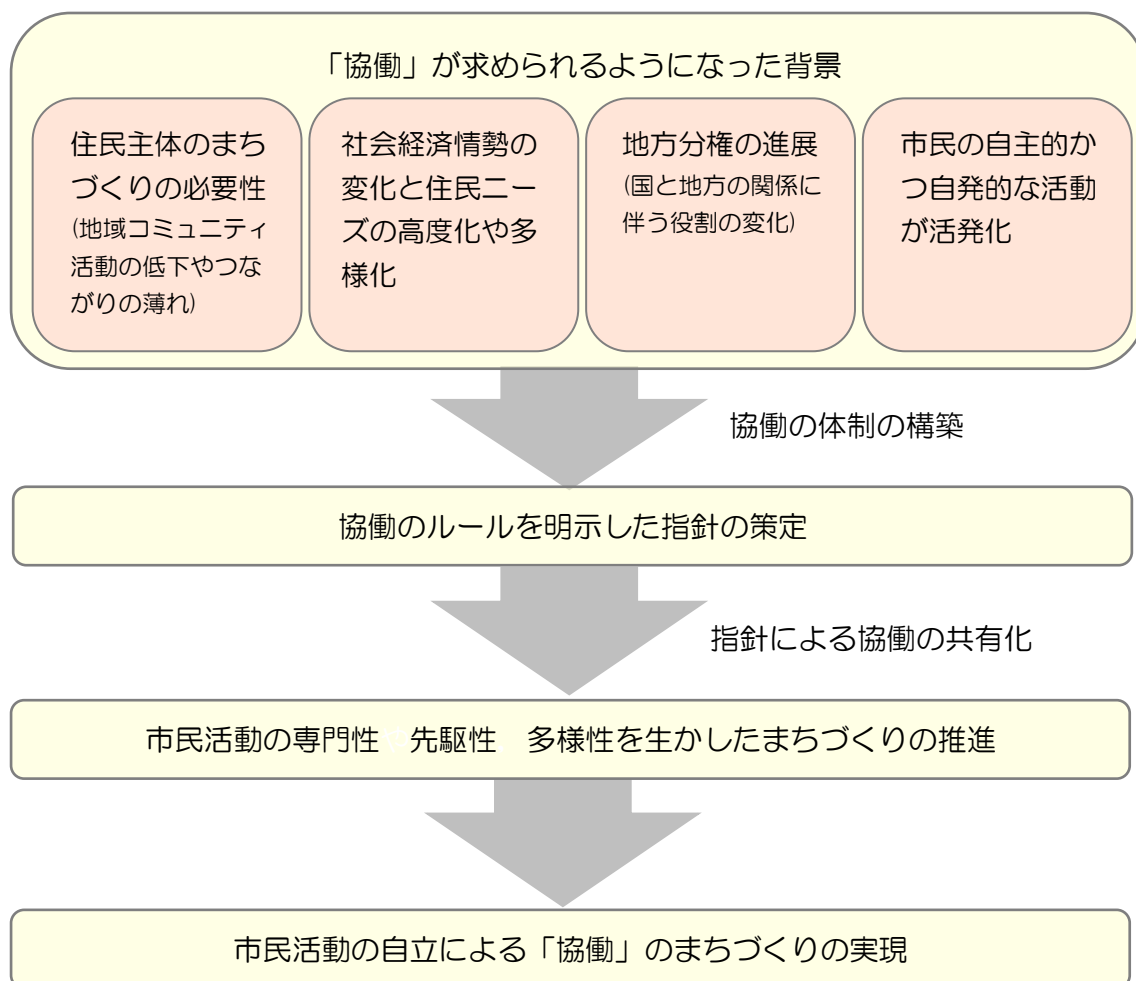 「協働」が求められるようになった背景
住民主体のまち
づくりの必要性
(地域コミュニティ
活動の低下やつな
がりの薄れ)
社会経済情勢の
変化と住民ニー
ズの高度化や多
様化
地方分権の進展
(国と地方の関係に
伴う役割の変化)
市民の自主的か
つ自発的な活動
が活発化
協働の体制の構築
協働のルールを明示した指針の策定
指針による協働の共有化
市民活動の専門性 先駆性 多様性を生かしたまちづくりの推進
市民活動の自立による「協働」のまちづくりの実現